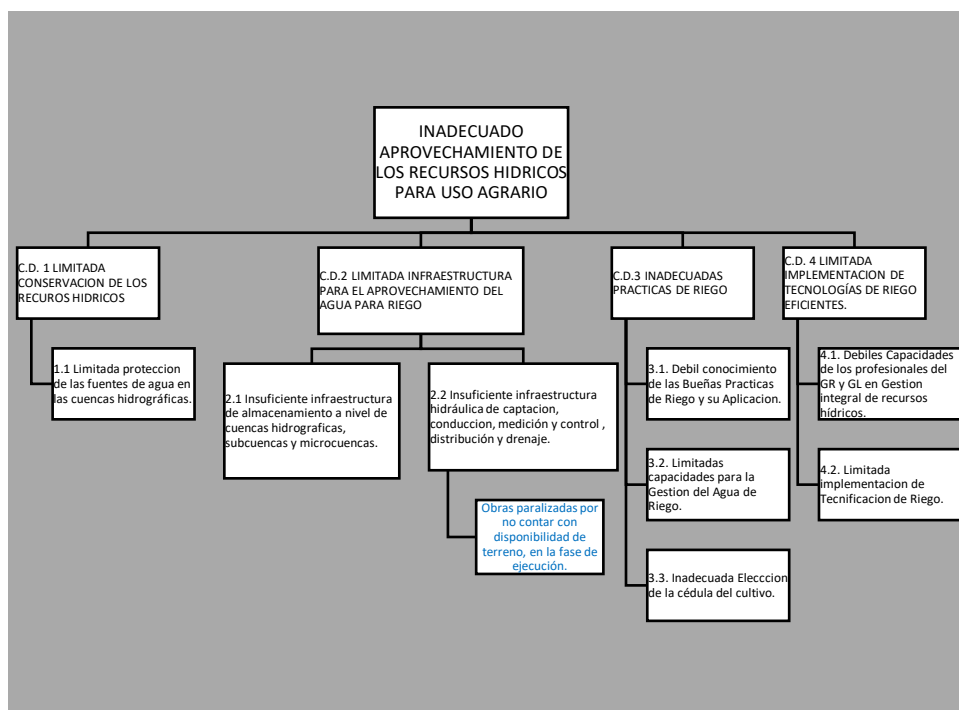 INADECUADO
APROVECHAMIENTO DE
LOS RECURSOS HIDRICOS
PARA USO AGRARIO
C.D. 1 LIMITADA
CONSERVACION DE LOS
RECUROS HIDRICOS
C.D.2 LIMITADA INFRAESTRUCTURA
PARA EL APROVECHAMIENTO DEL
AGUA PARA RIEGO
C.D.3 INADECUADAS
PRACTICAS DE RIEGO
C.D. 4 LIMITADA
IMPLEMENTACION DE
TECNOLOGÍAS DE RIEGO
EFICIENTES.
1.1 Limitada proteccion
de las fuentes de agua en
las cuencas hidrográficas.
2.1 Insuficiente infraestructura
de almacenamiento a nivel de
cuencas hidrograficas,
subcuencas y microcuencas.
2.2 Insuficiente infraestructura
hidráulica de captacion,
conduccion, medición y control ,
distribución y drenaje.
Obras paralizadas por
no contar con
disponibilidad de
terreno, en la fase de
ejecución.
3.1. Debil conocimiento
de las Bueñas Practicas
de Riego y su Aplicacion.
3.2. Limitadas
capacidades para la
Gestion del Agua de
Riego.
3.3. Inadecuada Elecccion
de la cédula del cultivo.
4.1. Debiles Capacidades
de los profesionales del
GR y GL en Gestion
integral de recursos
hídricos.
4.2. Limitada
implementacion de
Tecnificacion de Riego.